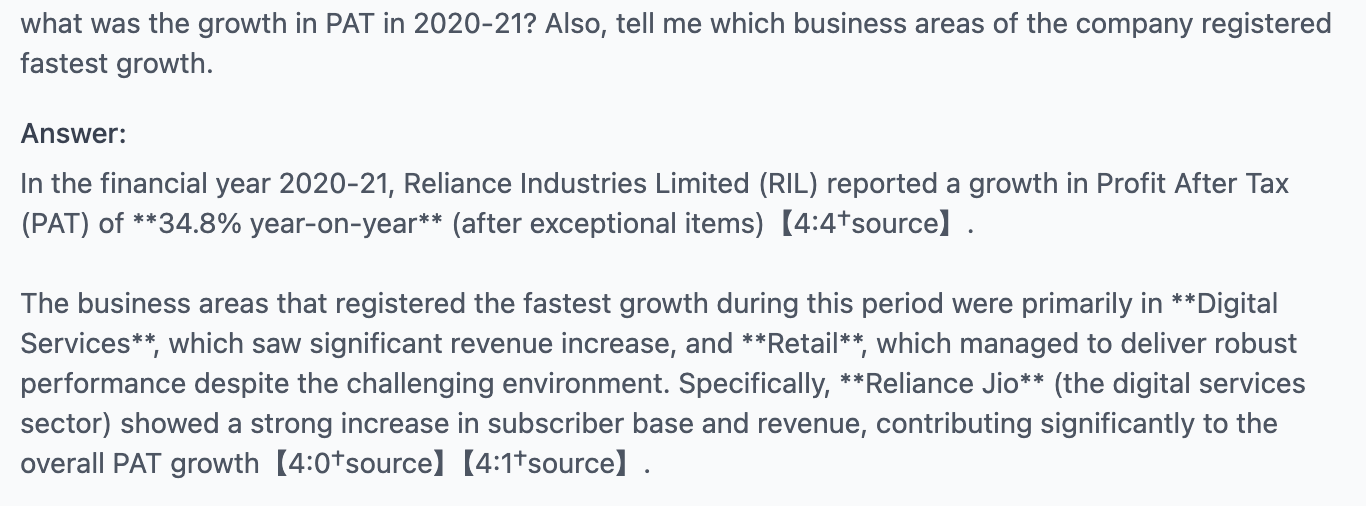 what was the growth in PAT in 2020-21? Also, tell me which business areas of the company registered
fastest growth.
Answer:
In the financial year 2020-21, Reliance Industries Limited (RIL) reported a growth in Profit After Tax
(PAT) of **34.8% year-on-year** (after exceptional items)【4:4†source】.
The business areas that registered the fastest growth during this period were primarily in **Digital
Services**, which saw significant revenue increase, and **Retail**, which managed to deliver robust
performance despite the challenging environment. Specifically, **Reliance Jio** (the digital services
sector) showed a strong increase in subscriber base and revenue, contributing significantly to the
overall PAT growth【4:0†source】【4:1†source】.